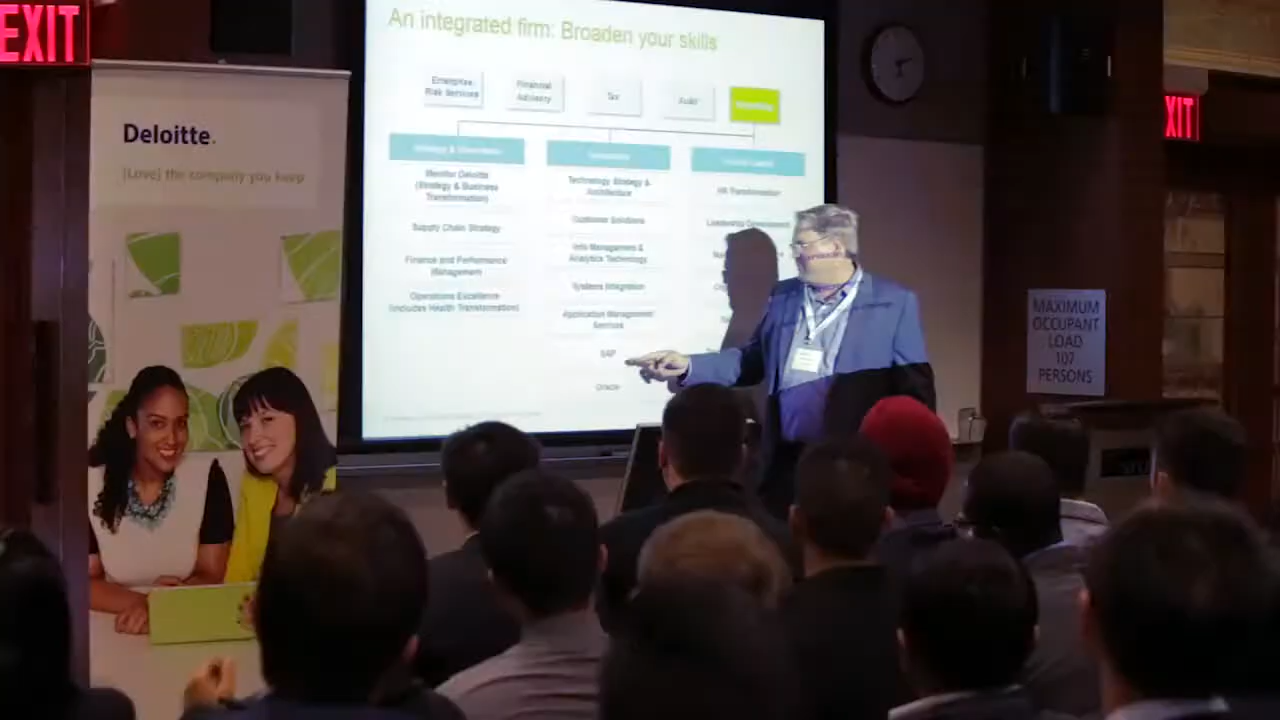 EXIT
An integrated firm: Broaden your skills
Enterprise
Risk Services
Financial
Advisory
Tax
Audit
Deloitte.
[Love] the company you keep
Monitor Deloitte
(Strategy & Business
Transformation)
Supply Chain Strategy
Finance and Performance
Management
Operations Excellence
(includes Health Transformation)
Technology Strategy &
Architecture
Customer Solutions
Info Management &
Analytics Technology
Systems Integration
Application Management
Services
SAP
Oracle
HR Transformation
Leadership
EXIT
MAXIMUM
OCCUPANT
LOAD
107
PERSONS